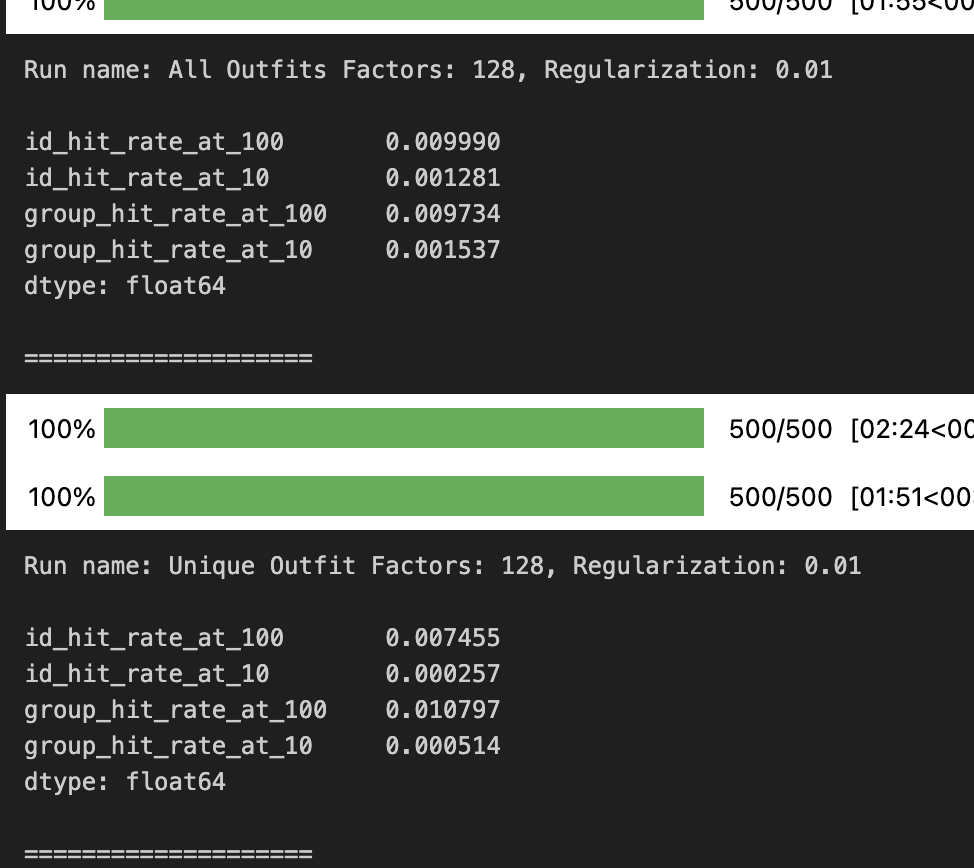 100% 500/500 [01:55<00
Run name: All Outfits Factors: 128, Regularization: 0.01
id_hit_rate_at_100 0.009990
id_hit_rate_at_10 0.001281
group_hit_rate_at_100 0.009734
group_hit_rate_at_10 0.001537
dtype: float64
====================
100% 500/500 [02:24<00
100% 500/500 [01:51<00:
Run name: Unique Outfit Factors: 128, Regularization: 0.01
id_hit_rate_at_100 0.007455
id_hit_rate_at_10 0.000257
group_hit_rate_at_100 0.010797
group_hit_rate_at_10 0.000514
dtype: float64
====================